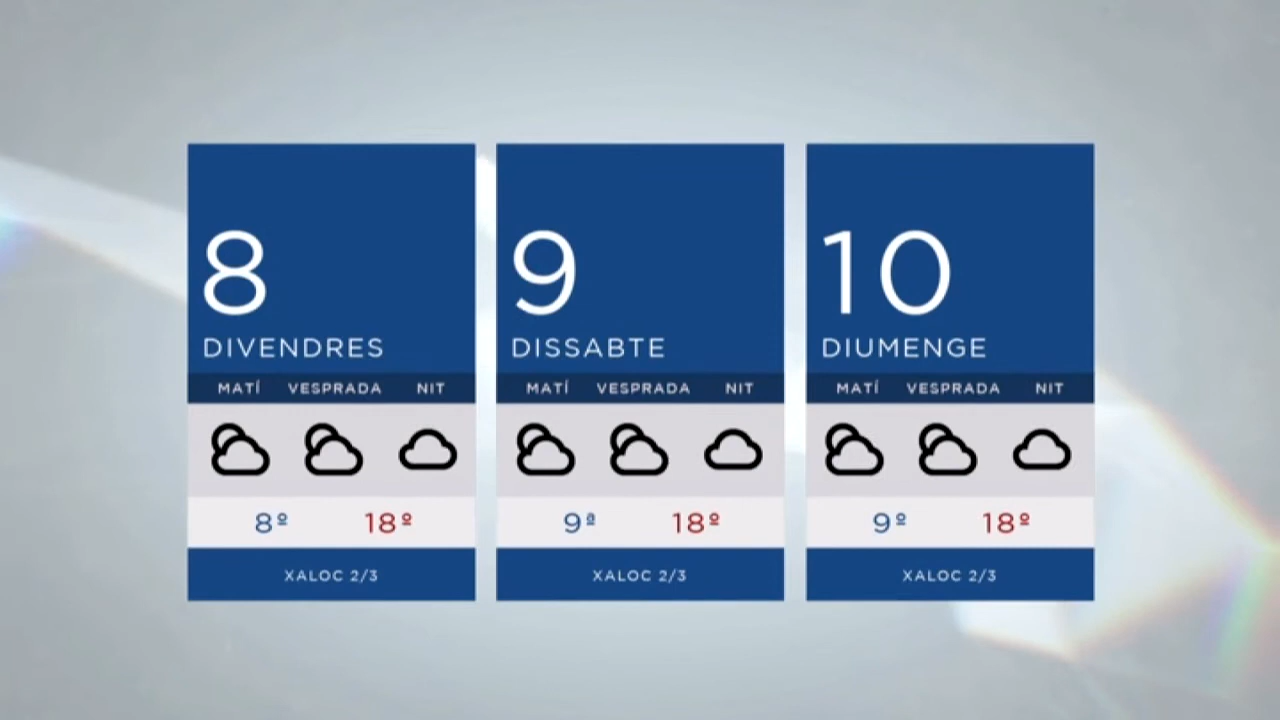 8
DIVENDRES
MATÍ VESPRADA NIT
8º 18º
XALOC 2/3
9
DISSABTE
MATÍ VESPRADA NIT
9ª 18º
XALOC 2/3
10
DIUMENGE
MATÍ VESPRADA NIT
9º 18º
XALOC 2/3